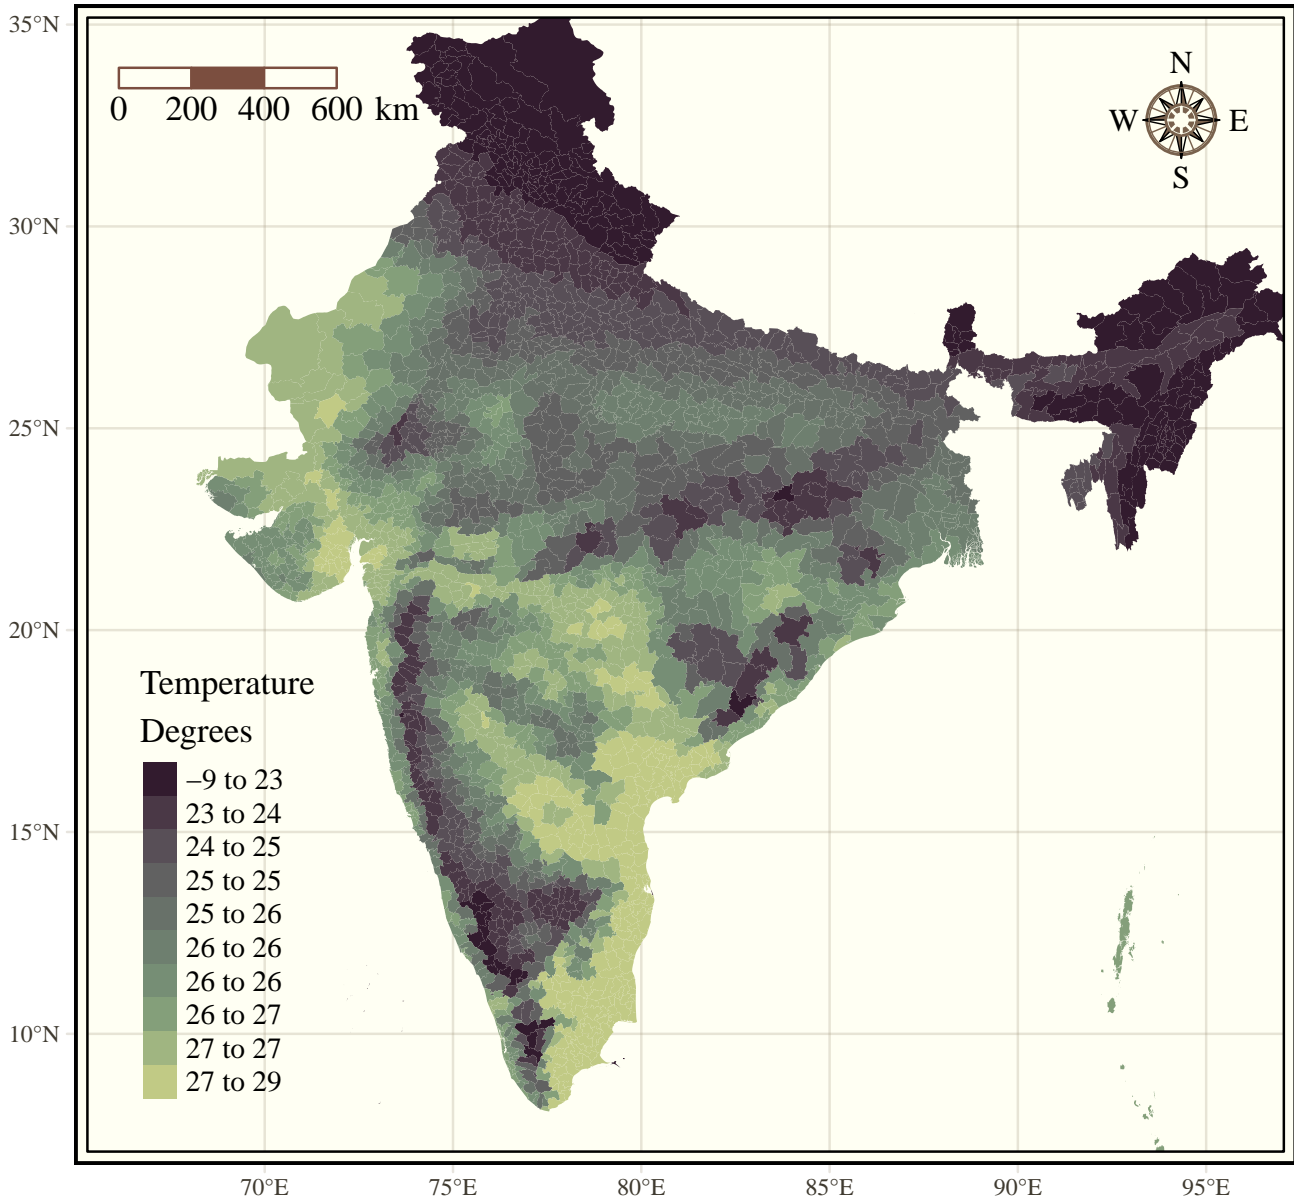 35°N
30°N
25°N
20°N
15°N
10°N
0 200 400 600 km
N
W E
S
Temperature
Degrees
−9 to 23
23 to 24
24 to 25
25 to 25
25 to 26
26 to 26
26 to 26
26 to 27
27 to 27
27 to 29
70°E 75°E 80°E 85°E 90°E 95°E